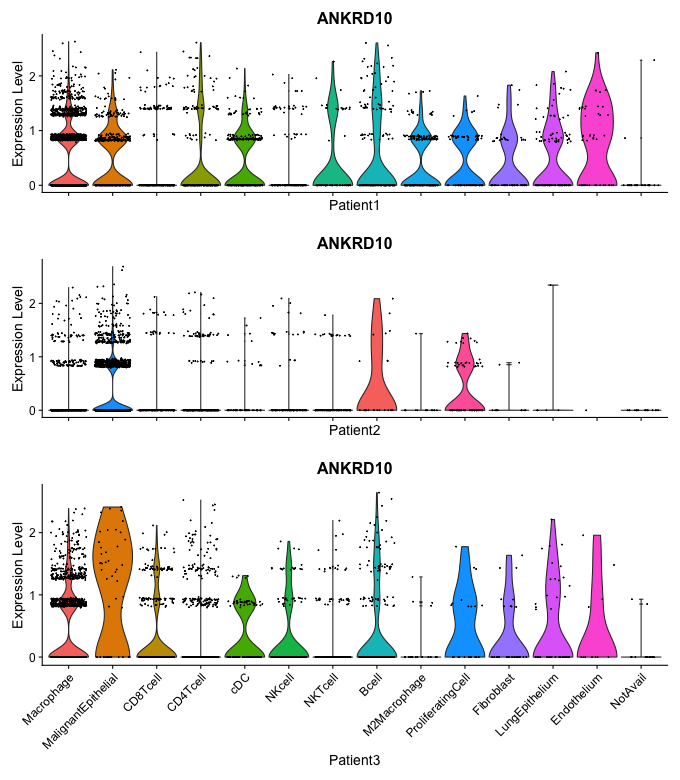 ANKRD10
Expression Level
2
1
0
Patient1
ANKRD10
Expression Level
2
1
0
Patient2
ANKRD10
Expression Level
2
1
0
Macrophage
MalignantEpithelial
CD8Tcell
CD4Tcell
cDC
NKcell
NKTcell
Bcell
M2Macrophage
ProliferatingCell
Fibroblast
LungEpithelium
Endothelium
NotAvail
Patient3